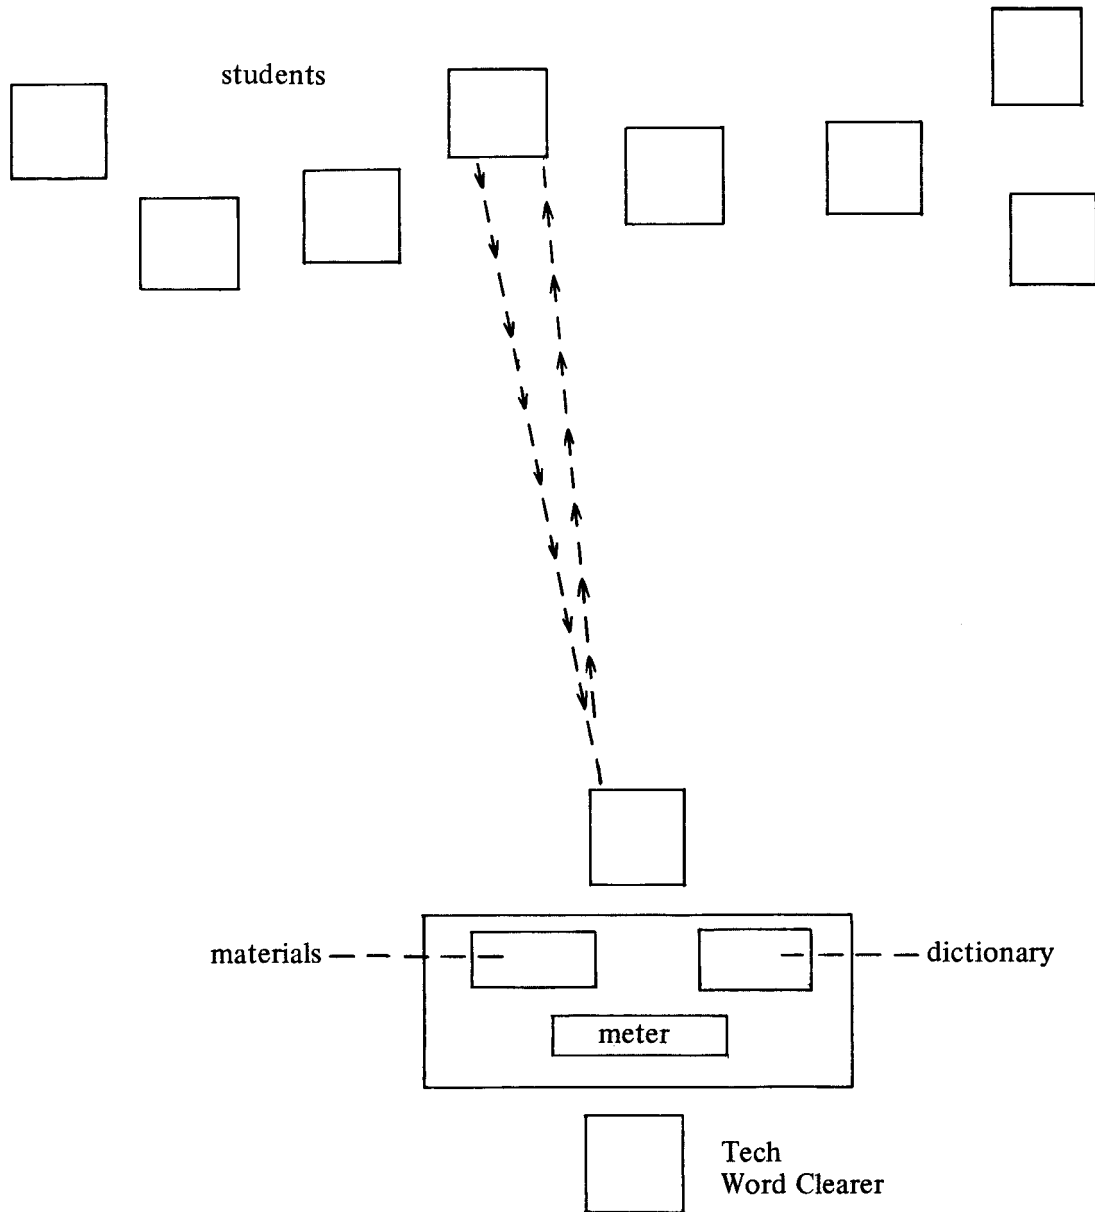 students
materials
dictionary
meter
Tech
Word Clearer